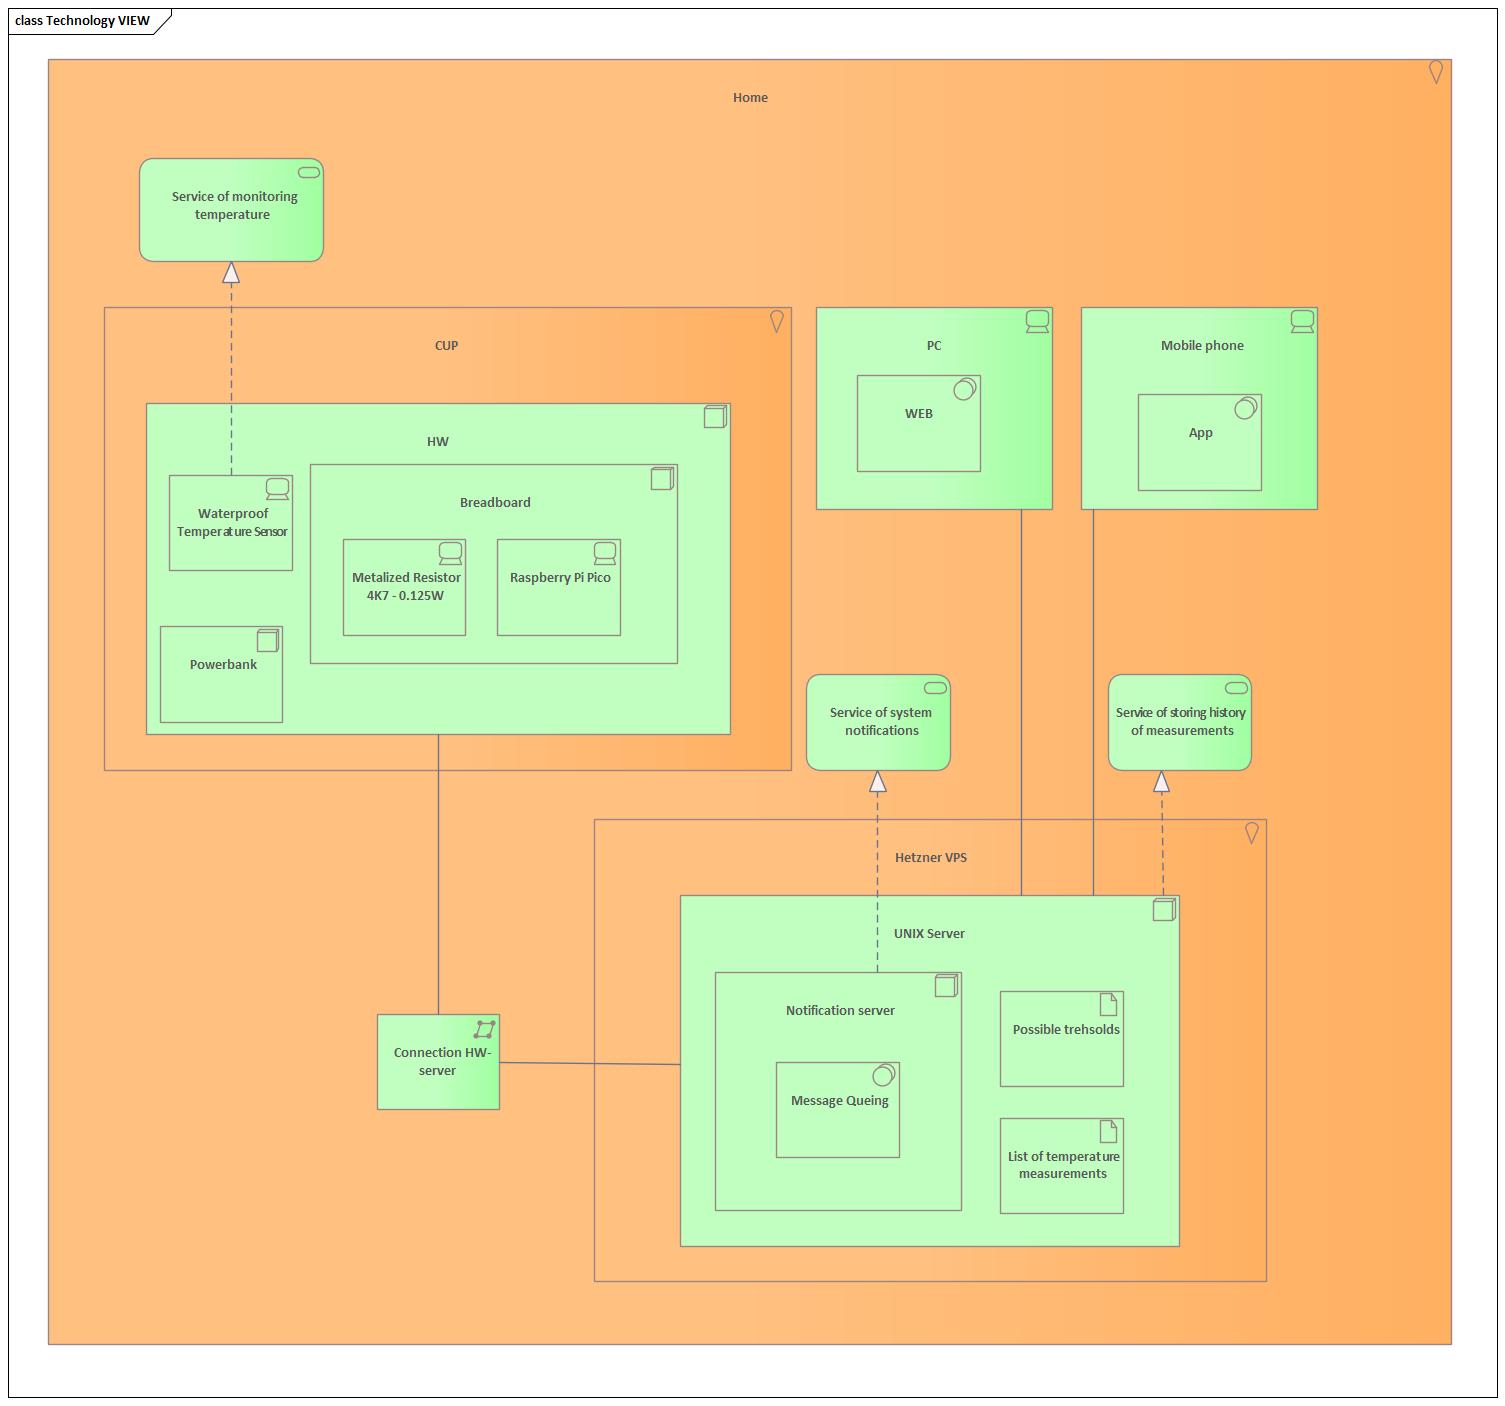 class Technology VIEW
Home
Service of monitoring
temperature
CUP
PC
Mobile phone
WEB
App
HW
Breadboard
Waterproof
Temperature Sensor
Metalized Resistor
4K7 - 0.125W
Raspberry Pi Pico
Powerbank
Service of system
notifications
Service of storing history
of measurements
Hetzner VPS
UNIX Server
Notification server
Possible trehsolds
Connection HW-
server
Message Queing
List of temperature
measurements